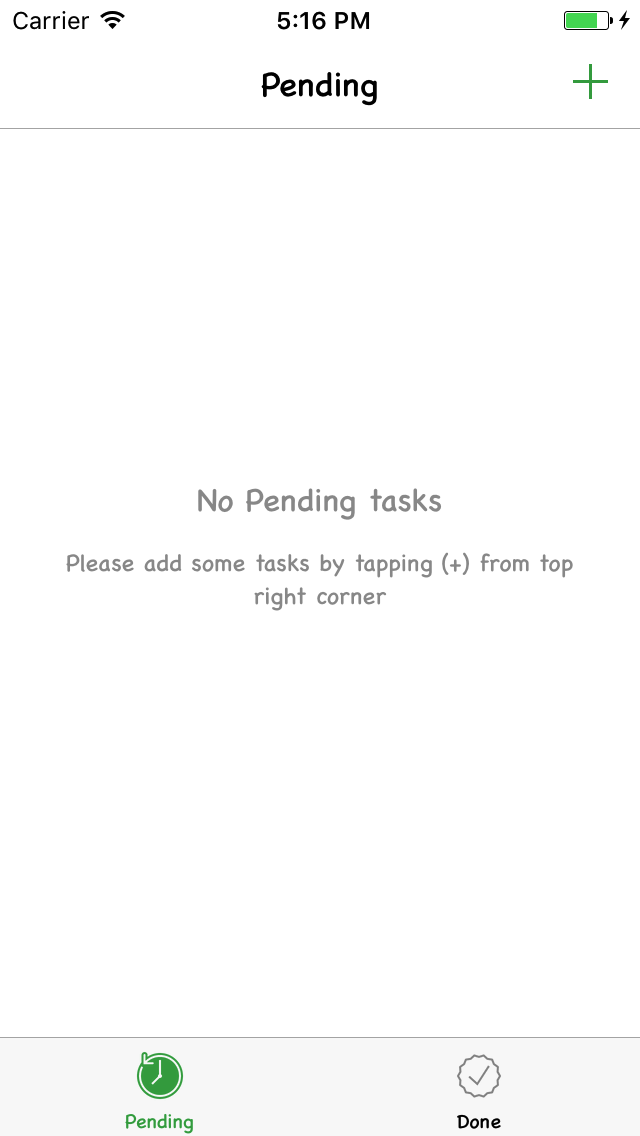 Carrier 5:16 PM
Pending
No Pending tasks
Please add some tasks by tapping (+) from top
right corner
Pending Done